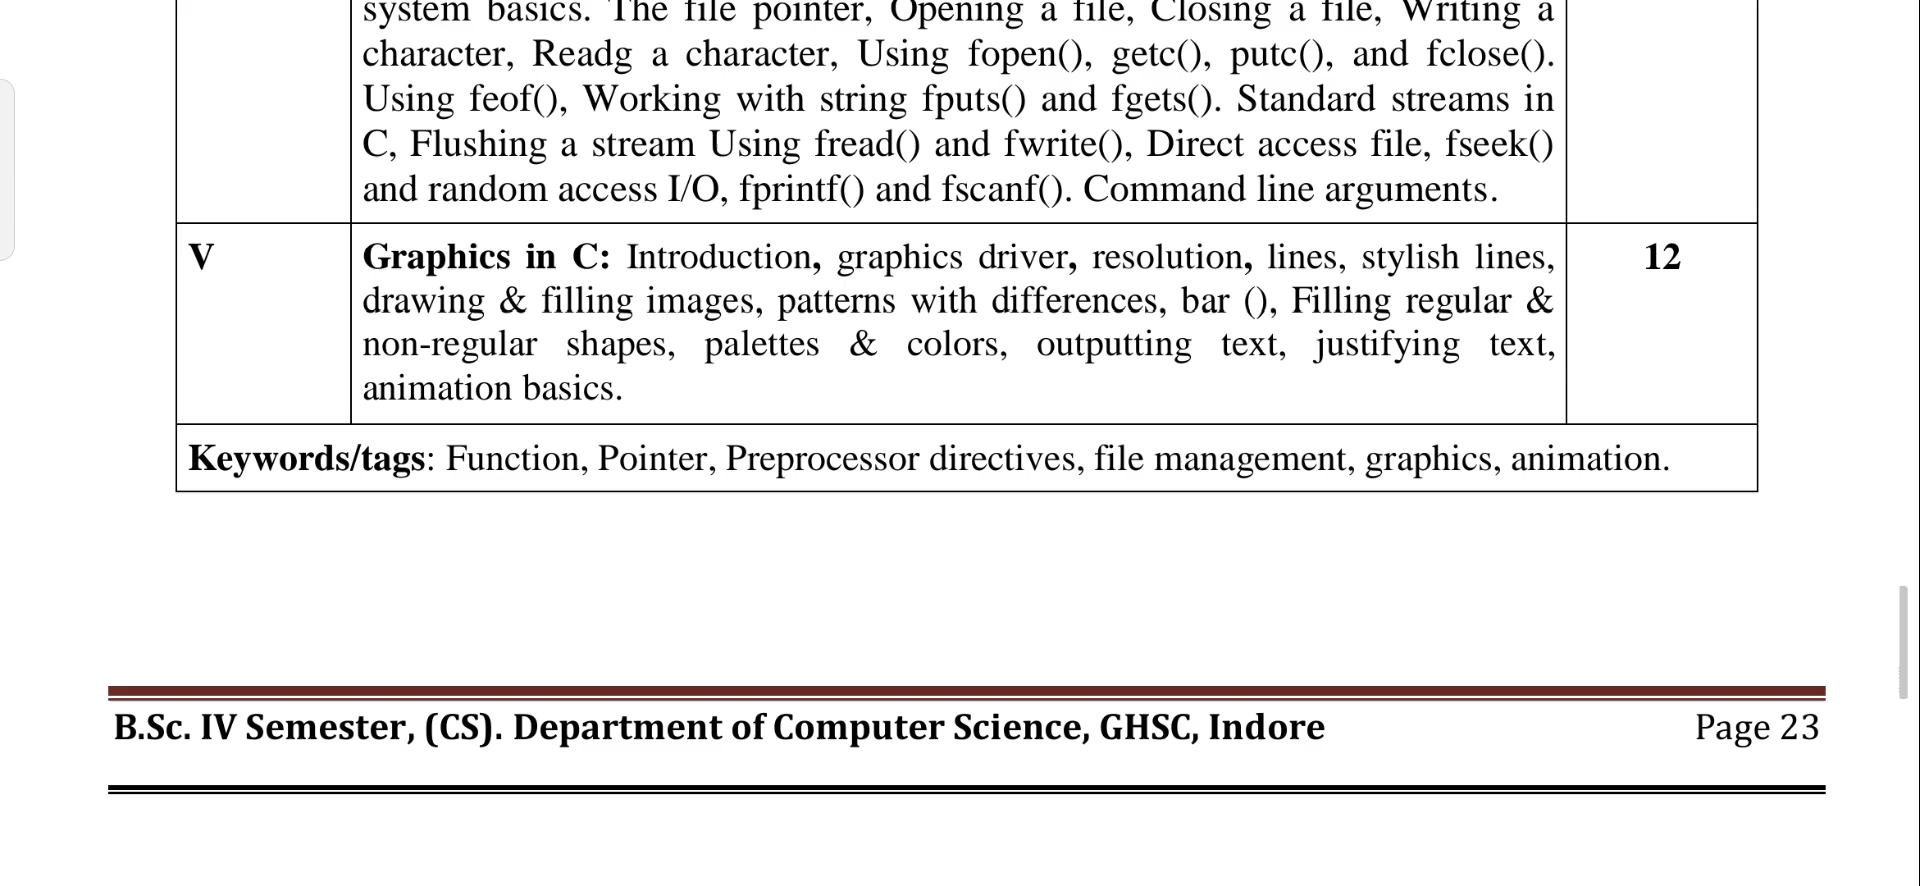 system basics. The file pointer, Opening a file, Closing a file, Writing a
character, Readg a character, Using fopen(), getc(), putc(), and fclose().
Using feof(), Working with string fputs() and fgets(). Standard streams in
C, Flushing a stream Using fread() and fwrite(), Direct access file, fseek()
and random access I/O, fprintf() and fscanf(). Command line arguments.
V
Graphics in C: Introduction, graphics driver, resolution, lines, stylish lines,
drawing & filling images, patterns with differences, bar (), Filling regular &
non-regular shapes, palettes & colors, outputting text, justifying text,
animation basics.
12
Keywords/tags: Function, Pointer, Preprocessor directives, file management, graphics, animation.
B.Sc. IV Semester, (CS). Department of Computer Science, GHSC, Indore Page 23